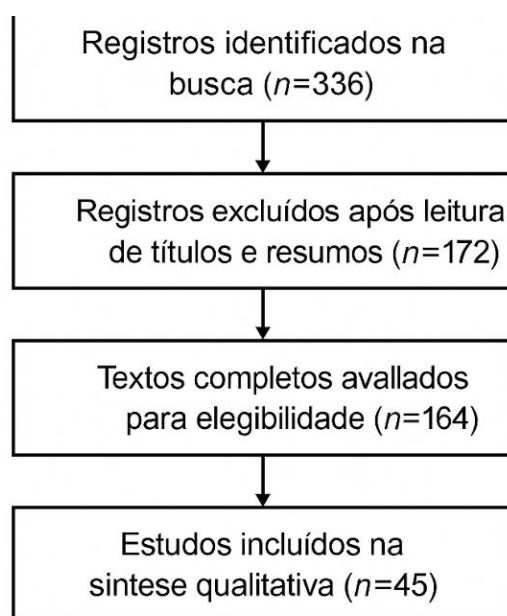 Registros identificados na
busca (n=336)
Registros excluídos após leitura
de títulos e resumos (n=172)
Textos completos avallados
para elegibilidade (n=164)
Estudos incluídos na
sintese qualitativa (n=45)